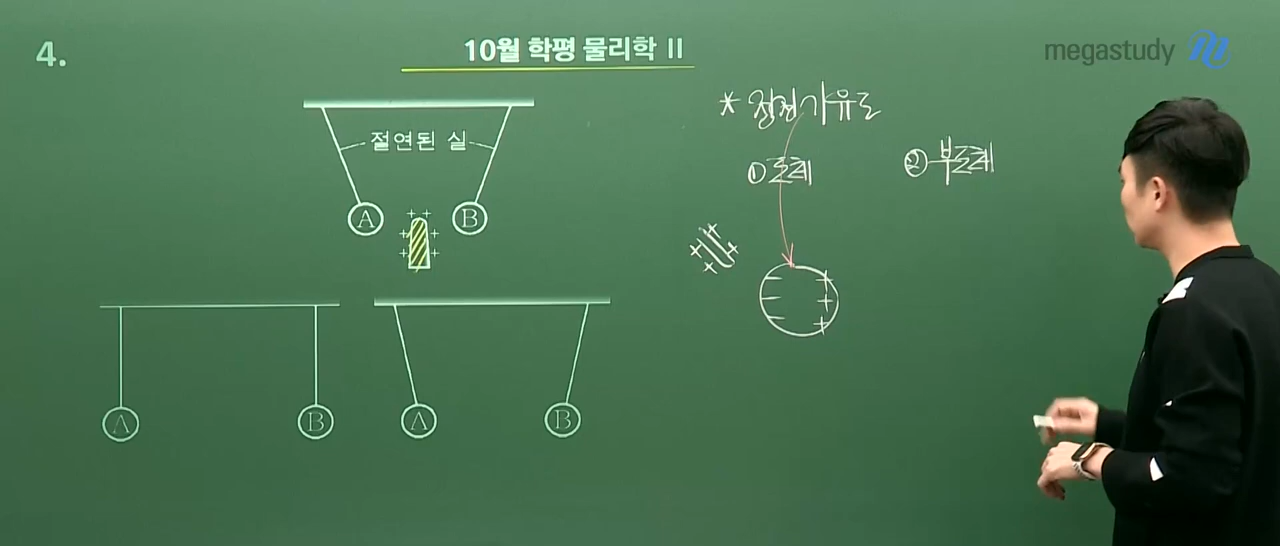 4.
10월 학평 물리학 II
megastudy
* 정전기유도
절연된 실
① 도체
② 부도체
A
B
+ +
+ +
+ +
A
B
A
B